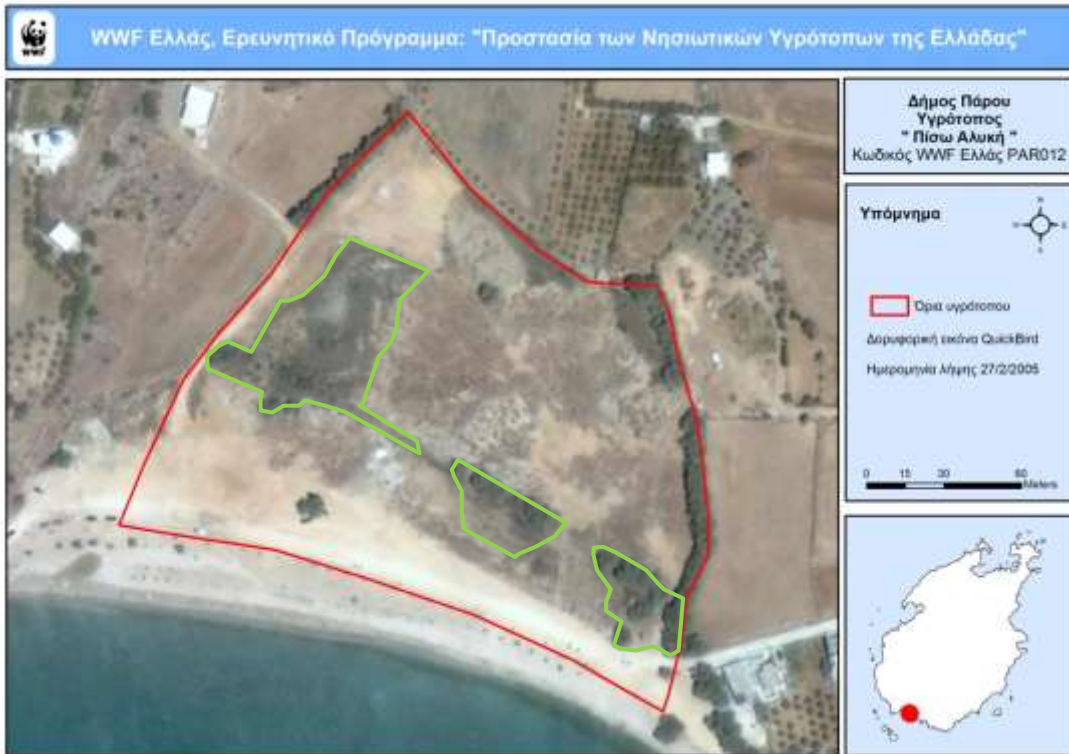 WWF
WWF Ελλάς, Ερευνητικό Πρόγραμμα: "Προστασία των Νησιωτικών Υγρότοπων της Ελλάδας"
Δήμος Πάρου
Υγρότοπος
" Πίσω Αλυκή "
Κωδικός WWF Ελλάς PAR012
Υπόμνημα
Όρια υγρότοπου
Δορυφορική εικόνα QuickBird
Ημερομηνία λήψης 27/2/2005
0 15 30 60
Meters